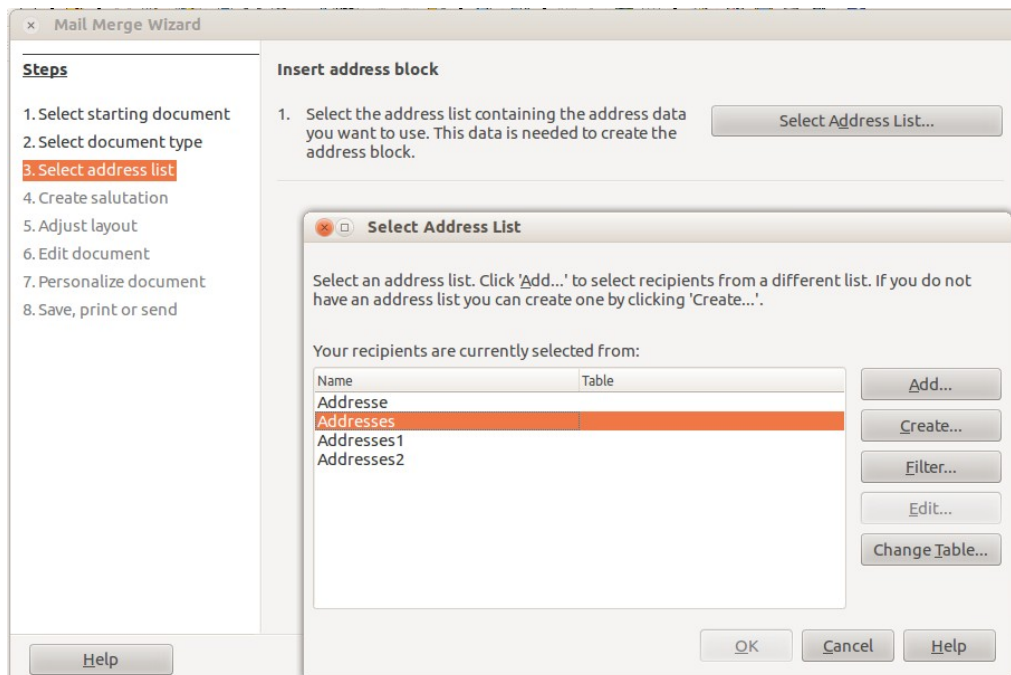 Mail Merge Wizard
Steps
1. Select starting document
2. Select document type
3. Select address list
4. Create salutation
5. Adjust layout
6. Edit document
7. Personalize document
8. Save, print or send
Help
Insert address block
1. Select the address list containing the address data
you want to use. This data is needed to create the
address block.
Select Address List...
Select Address List
Select an address list. Click 'Add...' to select recipients from a different list. If you do not
have an address list you can create one by clicking 'Create...'.
Your recipients are currently selected from:
Name Table
Addresse
Addresses
Addresses1
Addresses2
Add...
Create...
Filter...
Edit...
Change Table...
OK Cancel Help